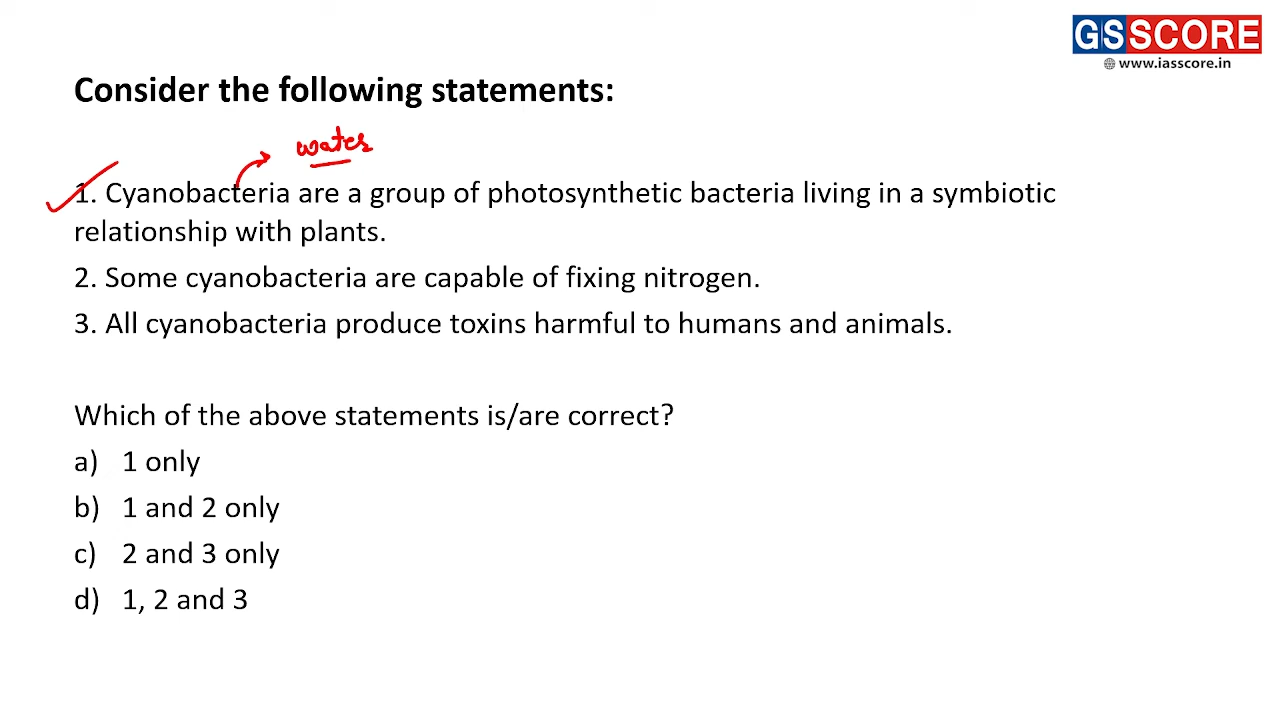 GSSCORE
www.iasscore.in
Consider the following statements:
water
1. Cyanobacteria are a group of photosynthetic bacteria living in a symbiotic
relationship with plants.
2. Some cyanobacteria are capable of fixing nitrogen.
3. All cyanobacteria produce toxins harmful to humans and animals.
Which of the above statements is/are correct?
a) 1 only
b) 1 and 2 only
c) 2 and 3 only
d) 1, 2 and 3